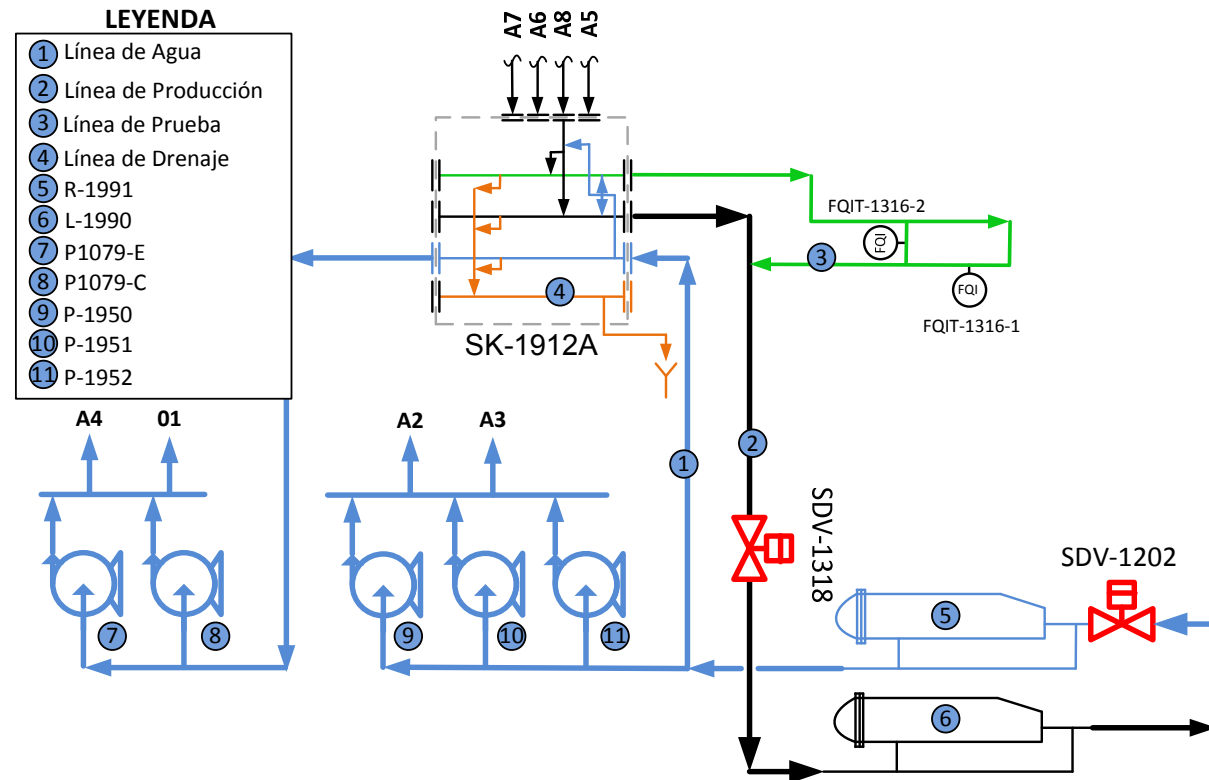 LEYENDA
1 Línea de Agua
2 Línea de Producción
3 Línea de Prueba
4 Línea de Drenaje
5 R-1991
6 L-1990
7 P1079-E
8 P1079-C
9 P-1950
10 P-1951
11 P-1952
A7 A6 A8 A5
SK-1912A
4
FQIT-1316-2
FQI
3
FQI
FQIT-1316-1
A4 01
A2 A3
1
2
SDV-1318
SDV-1202
5
7
8
9
10
11
6